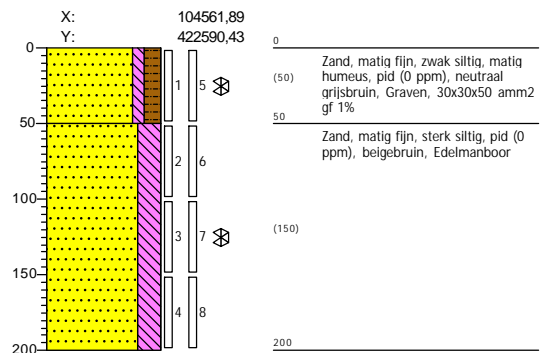 X: 104561,89
Y: 422590,43
0
50
100
150
200
1 5
2 6
3 7
4 8
0
(50)
Zand, matig fijn, zwak siltig, matig
humeus, pid (0 ppm), neutraal
grijsbruin, Graven, 30x30x50 amm2
gf 1%
50
Zand, matig fijn, sterk siltig, pid (0
ppm), beigebruin, Edelmanboor
(150)
200